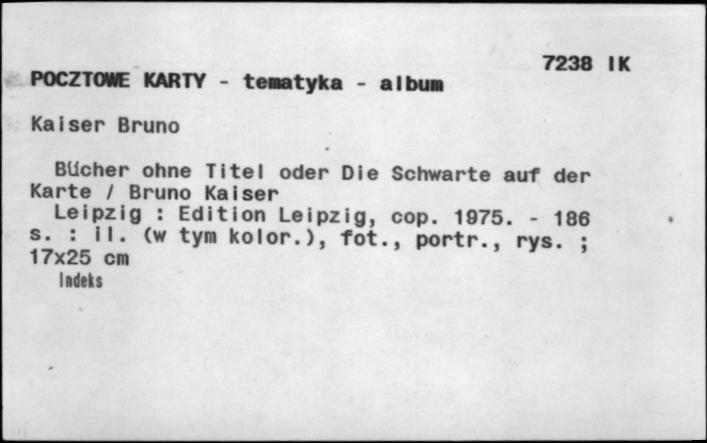 7238 IK
POCZTOWE KARTY - tematyka - album
Kaiser Bruno
Bücher ohne Titel oder Die Schwarte auf der
Karte / Bruno Kaiser
Leipzig : Edition Leipzig, cop. 1975. - 186
s. : il. (w tym kolor.), fot., portr., rys. ;
17x25 cm
Indeks